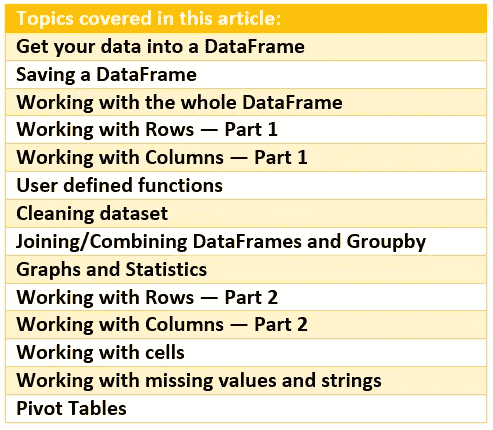 Topics covered in this article:
Get your data into a DataFrame
Saving a DataFrame
Working with the whole DataFrame
Working with Rows — Part 1
Working with Columns — Part 1
User defined functions
Cleaning dataset
Joining/Combining DataFrames and Groupby
Graphs and Statistics
Working with Rows — Part 2
Working with Columns — Part 2
Working with cells
Working with missing values and strings
Pivot Tables